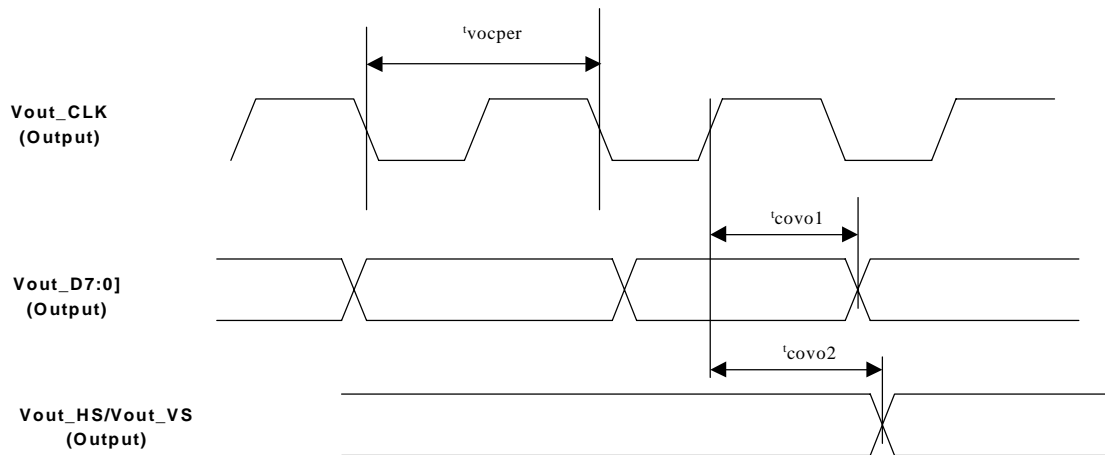 tvocper
Vout_CLK
(Output)
tcovo1
Vout_D7:0]
(Output)
tcovo2
Vout_HS/Vout_VS
(Output)